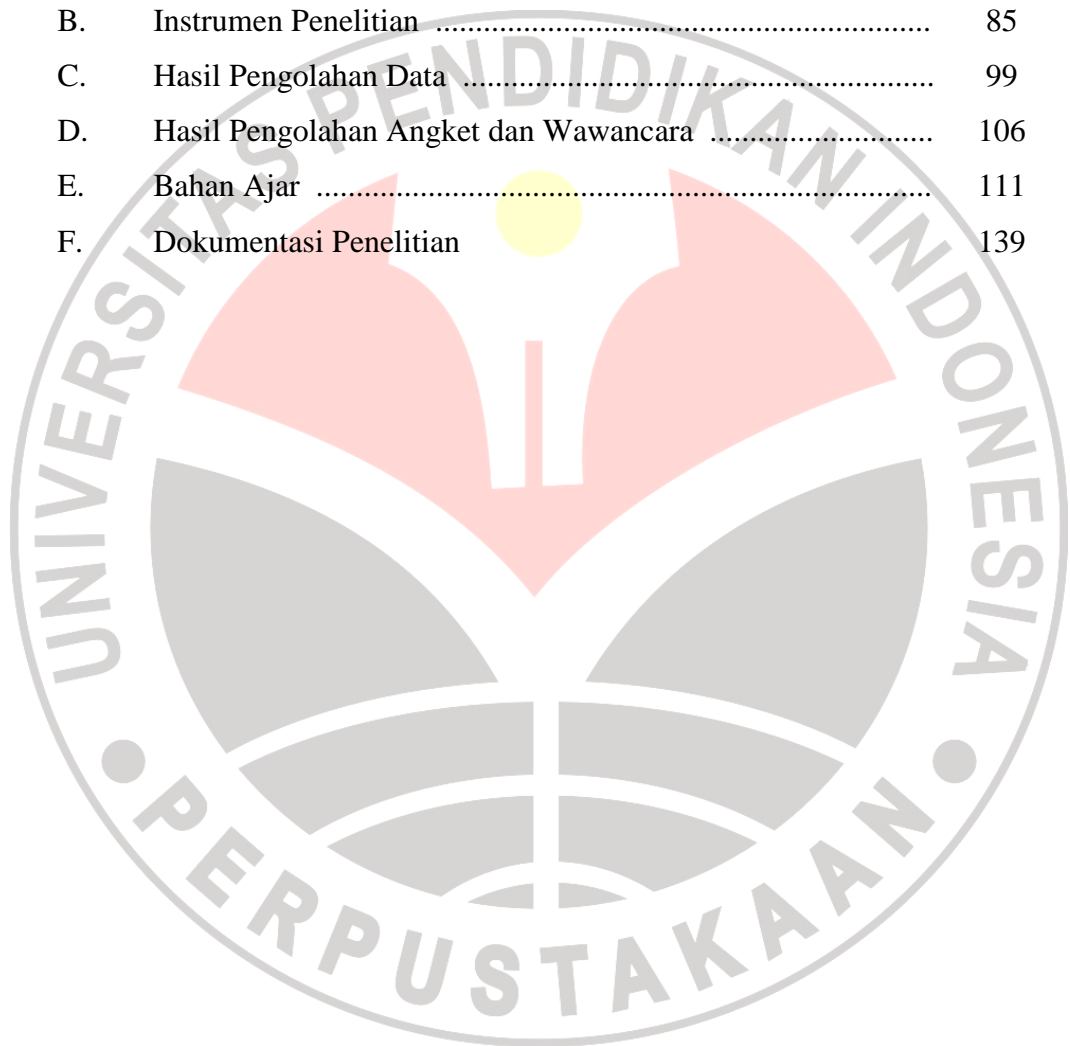 B. Instrumen Penelitian ........................................................... 85
C. Hasil Pengolahan Data ........................................................ 99
D. Hasil Pengolahan Angket dan Wawancara ........................... 106
E. Bahan Ajar .......................................................................... 111
F. Dokumentasi Penelitian 139
UNIVERSITAS PENDIDIKAN INDONESIA
PERPUSTAKAAN